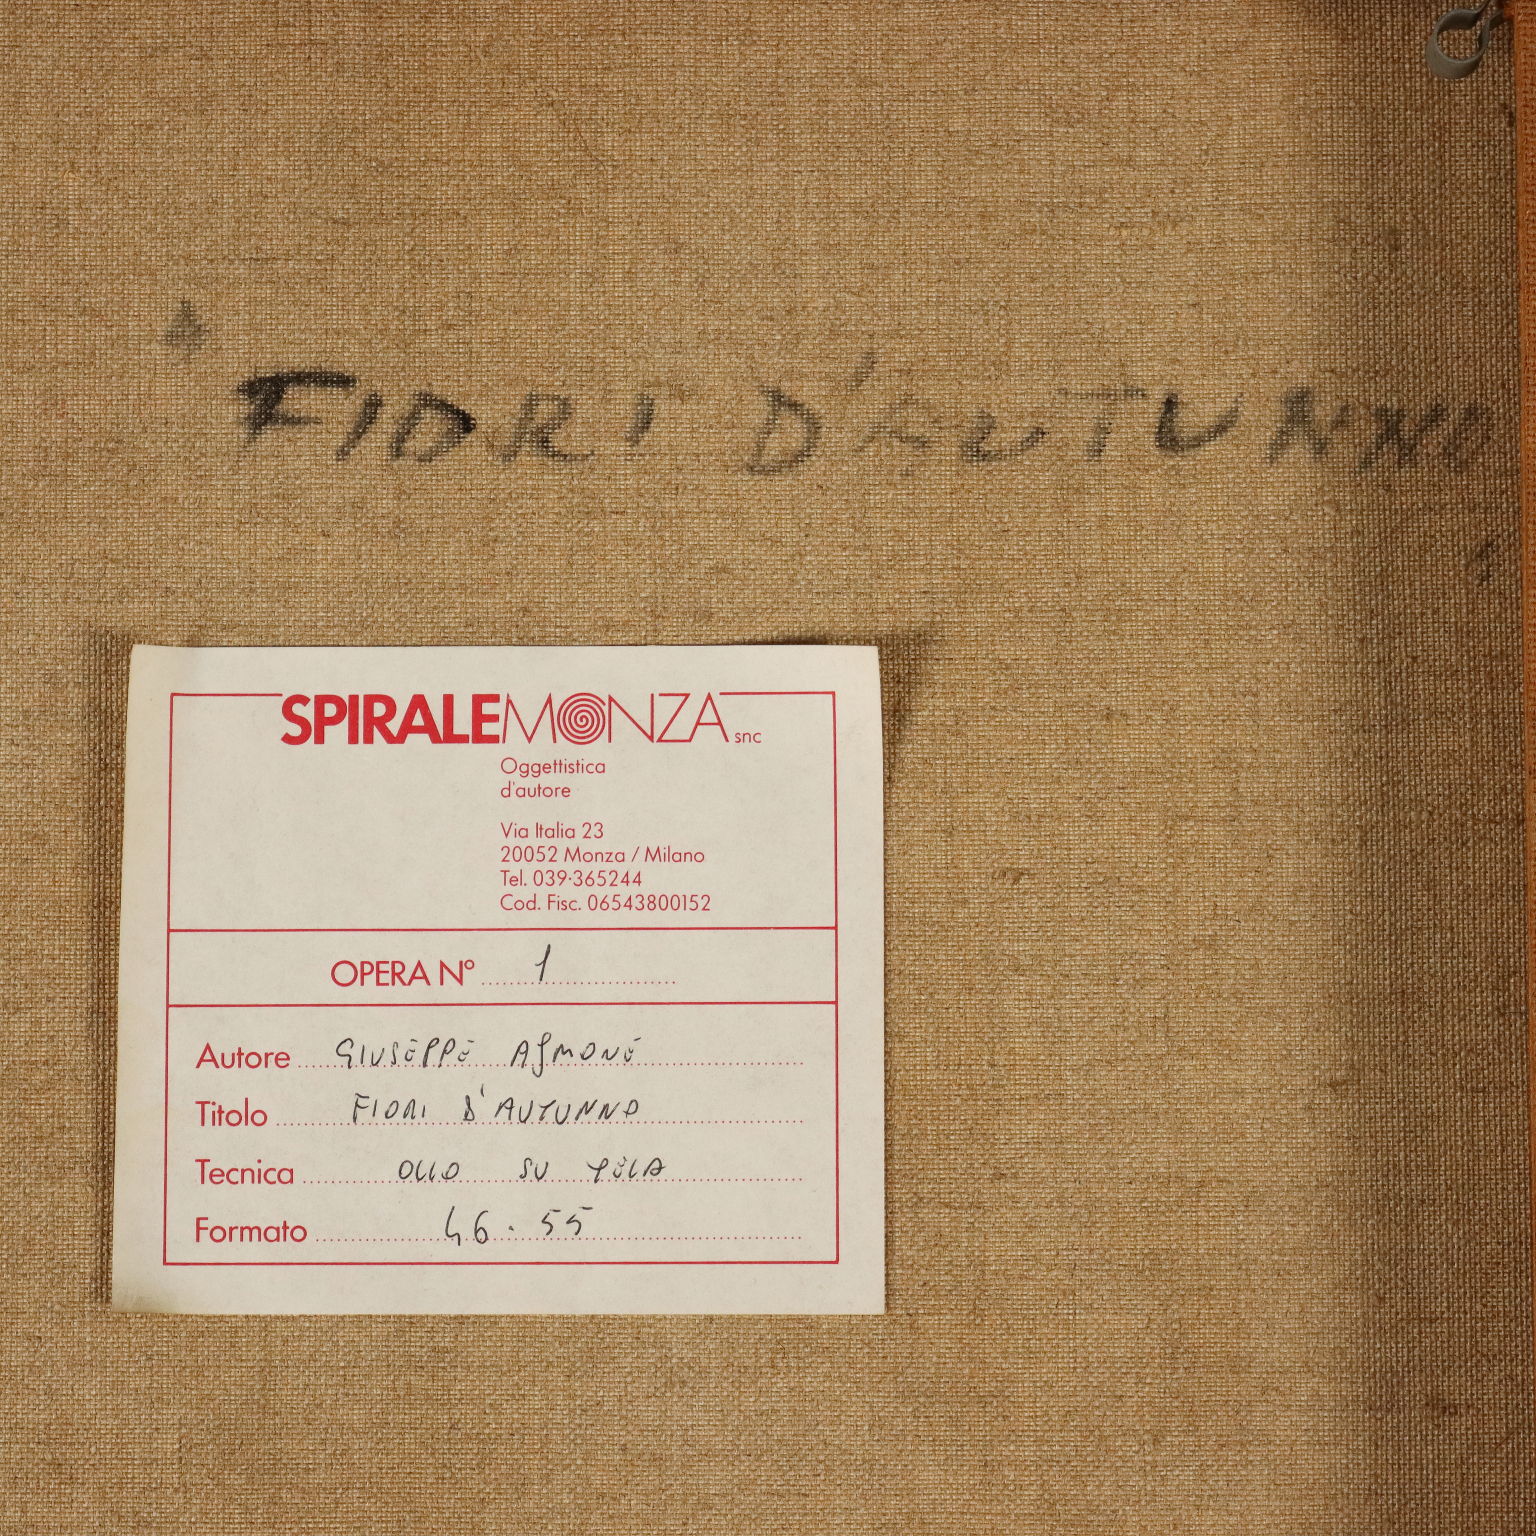 FIORI D'AUTUNNO
SPIRALEMONZA snc
Oggettistica
d'autore
Via Italia 23
20052 Monza / Milano
Tel. 039·365244
Cod. Fisc. 06543800152
OPERA N° 1
Autore GIUSEPPE AJMONE
Titolo FIORI D'AUTUNNO
Tecnica OLIO SU TELA
Formato 46 · 55